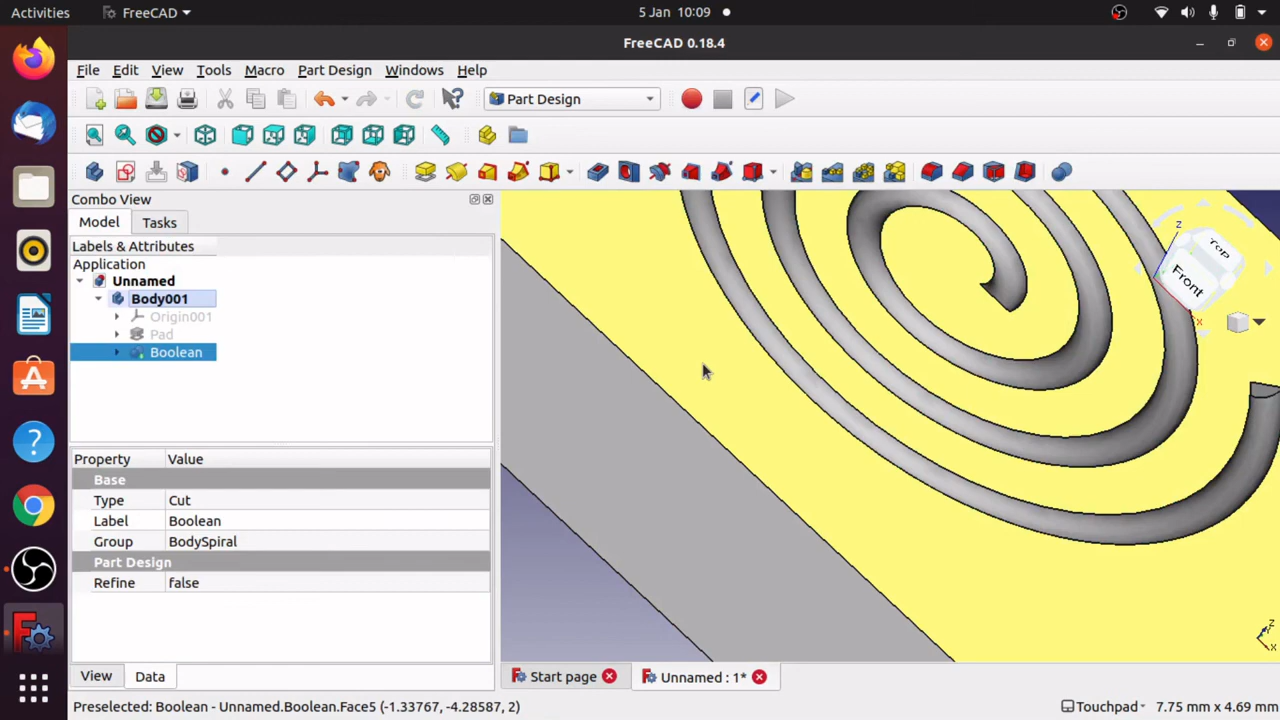 Activities FreeCAD 5 Jan 10:09
FreeCAD 0.18.4
File Edit View Tools Macro Part Design Windows Help
Part Design
Combo View
Model Tasks
Labels & Attributes
Application
Unnamed
Body001
Origin001
Pad
Boolean
Property Value
Base
Type Cut
Label Boolean
Group BodySpiral
Part Design
Refine false
View Data
Z
Top
Front
X
Z
X
Start page Unnamed : 1*
Preselected: Boolean - Unnamed.Boolean.Face5 (-1.33767, -4.28587, 2) Touchpad 7.75 mm x 4.69 mm